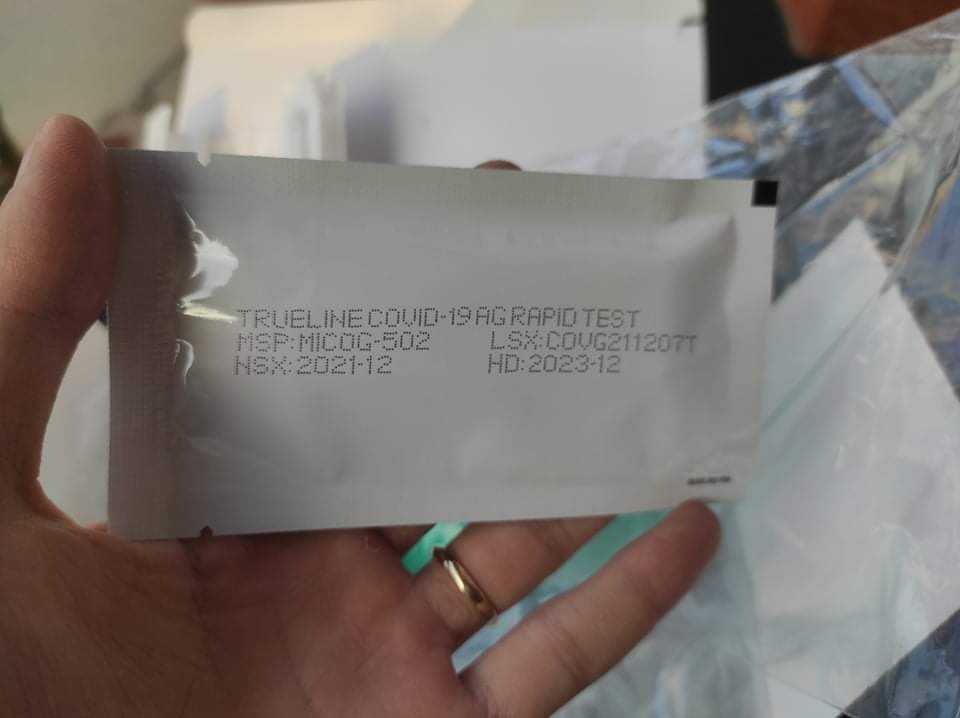 TRUELINE COVID-19 AG RAPID TEST
MSP: MICOG-502 LSX: COVG211207T
NSX: 2021-12 HD: 2023-12